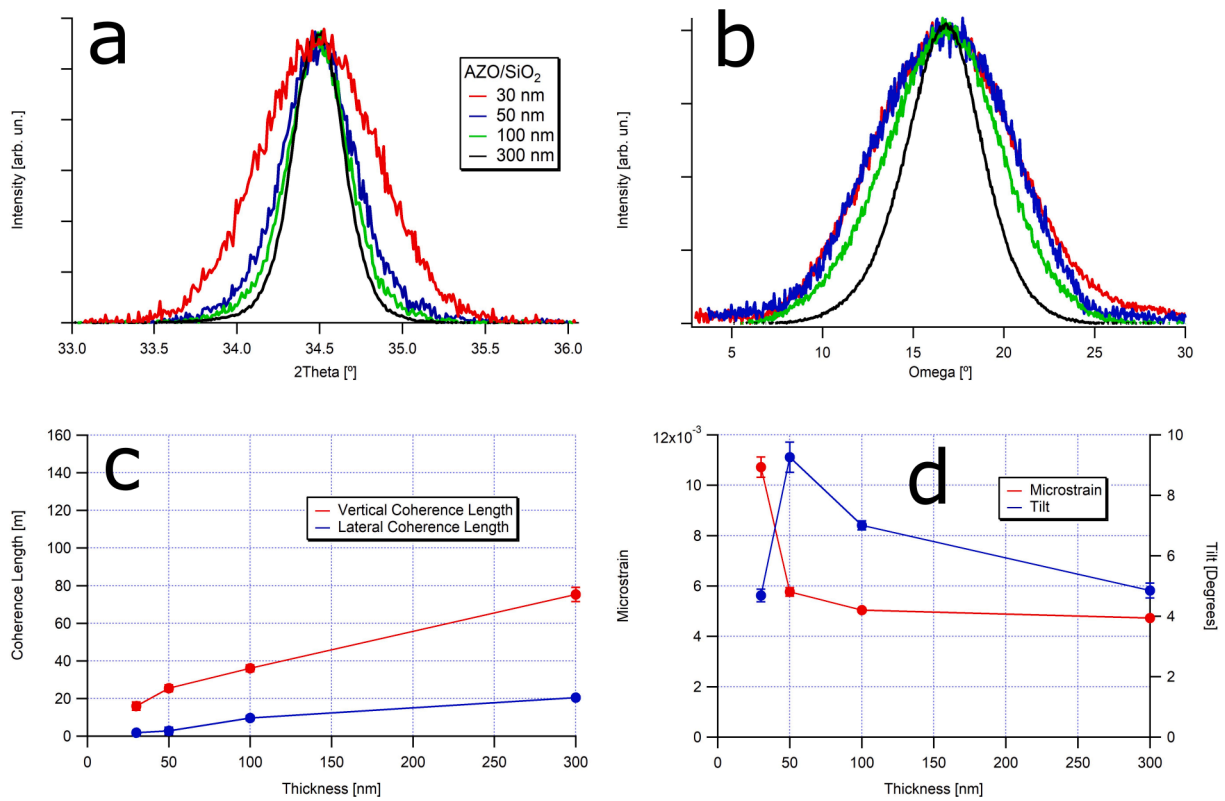 a
Intensity [arb. un.]
AZO/SiO₂
30 nm
50 nm
100 nm
300 nm
33.0 33.5 34.0 34.5 35.0 35.5 36.0
2Theta [º]
b
Intensity [arb. un.]
5 10 15 20 25 30
Omega [º]
c
Coherence Length [m]
160
140
120
100
80
60
40
20
0
Vertical Coherence Length
Lateral Coherence Length
0 50 100 150 200 250 300
Thickness [nm]
d
Microstrain
12x10⁻³
10
8
6
4
2
0
Microstrain
Tilt
10
8
6
4
2
0
Tilt [Degrees]
0 50 100 150 200 250 300
Thickness [nm]